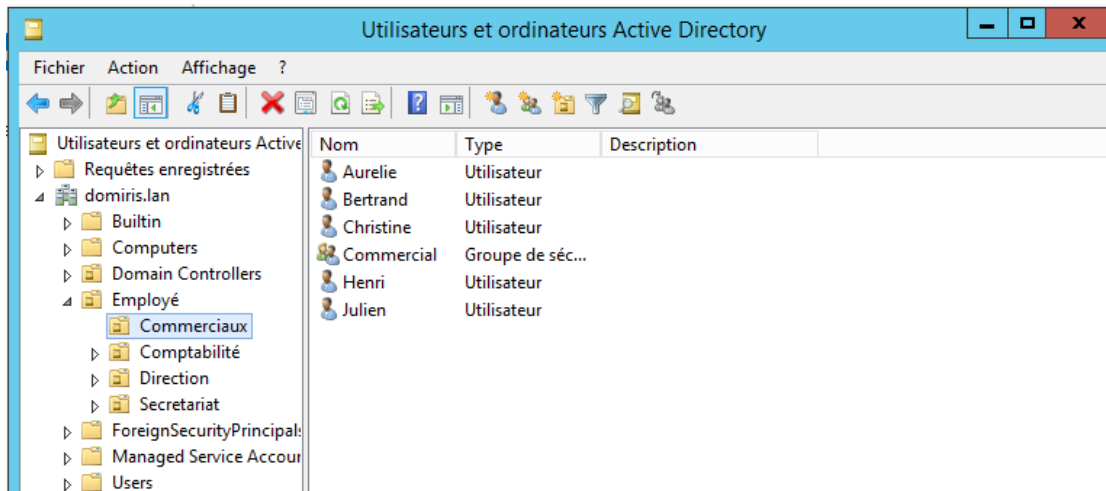 Utilisateurs et ordinateurs Active Directory
Fichier Action Affichage ?
Utilisateurs et ordinateurs Active
Requêtes enregistrées
domiris.lan
Builtin
Computers
Domain Controllers
Employé
Commerciaux
Comptabilité
Direction
Secretariat
ForeignSecurityPrincipals
Managed Service Accour
Users
Nom Type Description
Aurelie Utilisateur
Bertrand Utilisateur
Christine Utilisateur
Commercial Groupe de séc...
Henri Utilisateur
Julien Utilisateur